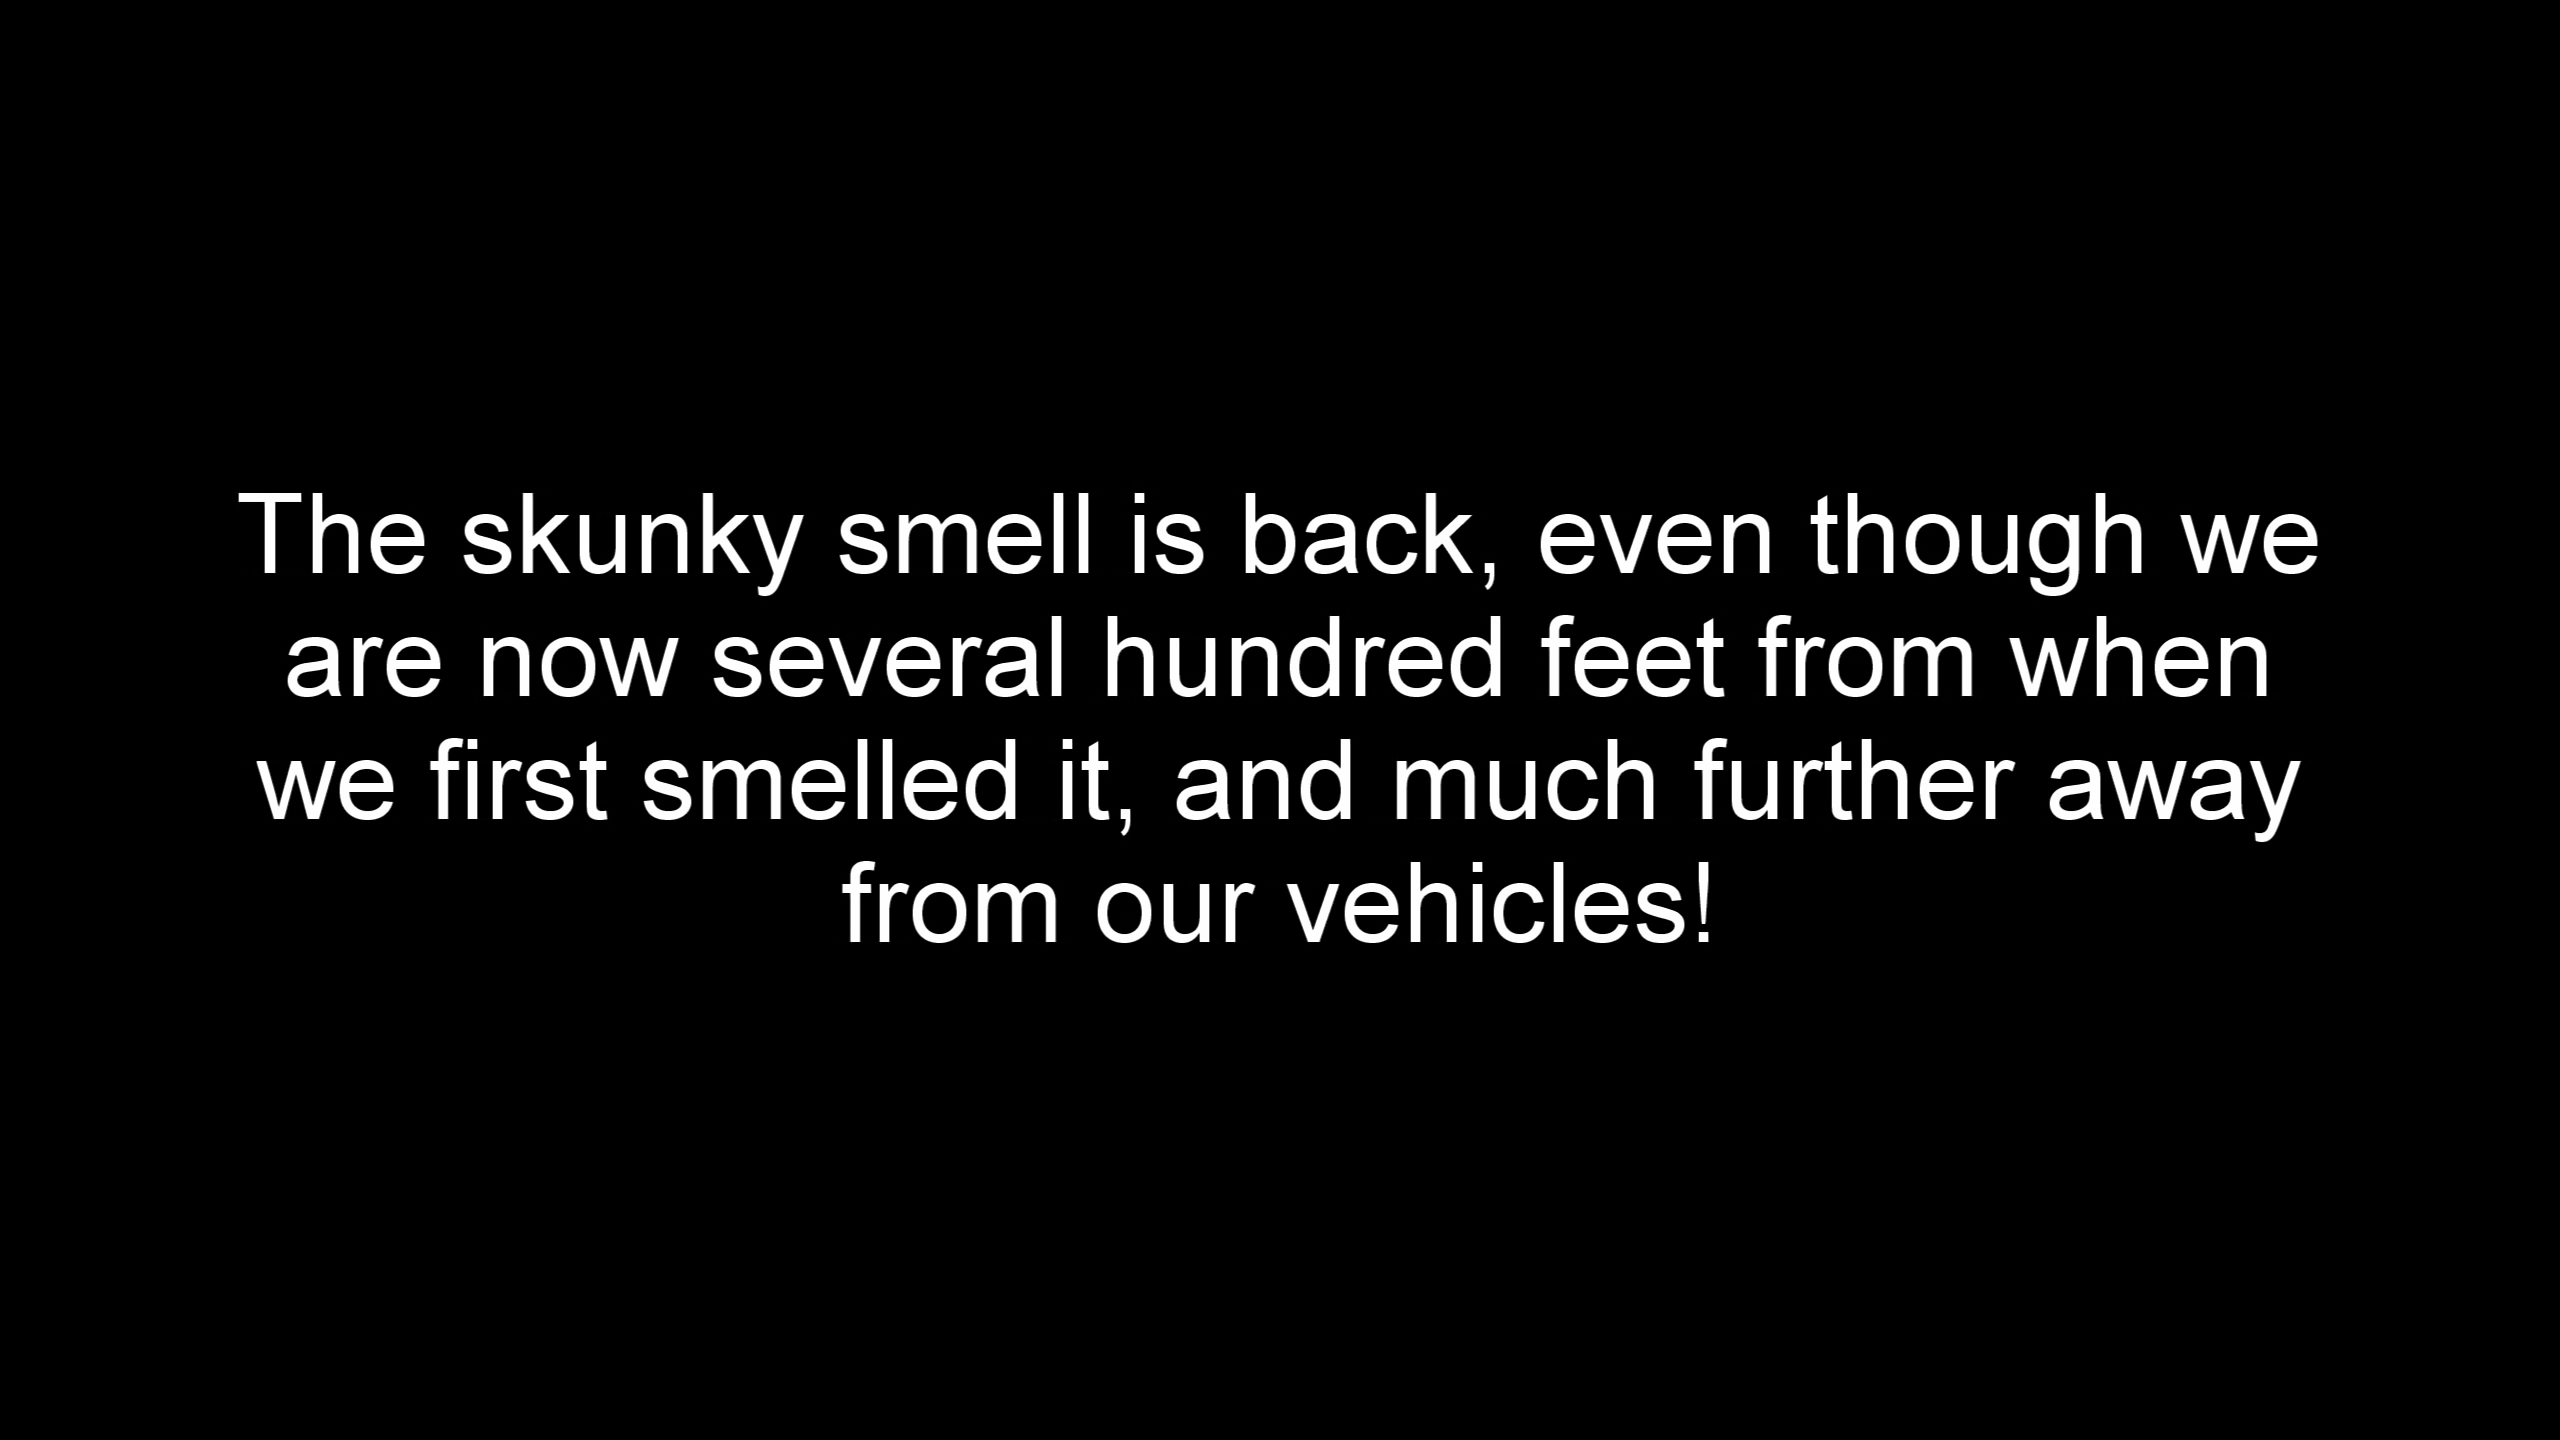 The skunky smell is back, even though we
are now several hundred feet from when
we first smelled it, and much further away
from our vehicles!